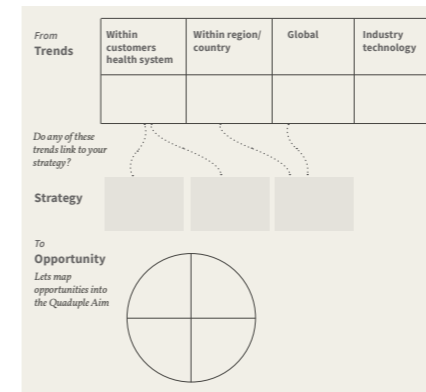 From
Trends
Within
customers
health system
Within region/
country
Global
Industry
technology
Do any of these
trends link to your
strategy?
Strategy
To
Opportunity
Lets map
opportunities into
the Quaduple Aim